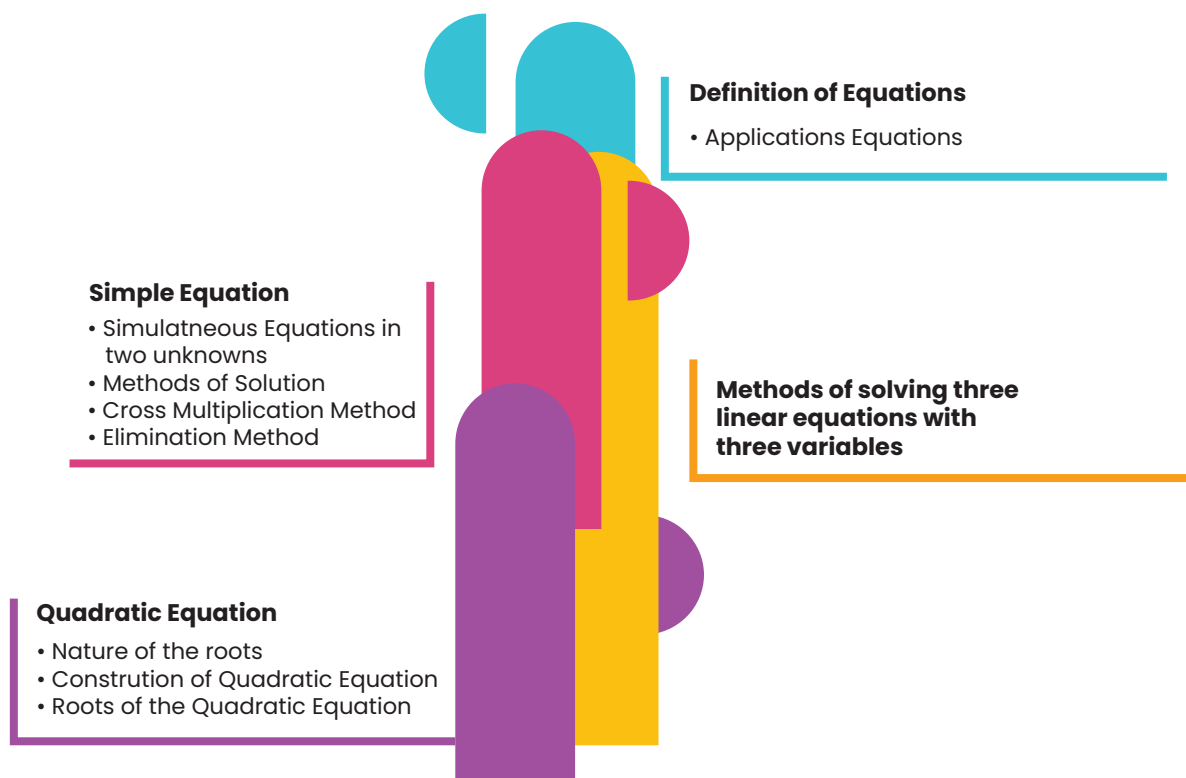 Definition of Equations
• Applications Equations
Simple Equation
• Simulatneous Equations in
two unknowns
• Methods of Solution
• Cross Multiplication Method
• Elimination Method
Methods of solving three
linear equations with
three variables
Quadratic Equation
• Nature of the roots
• Constrution of Quadratic Equation
• Roots of the Quadratic Equation